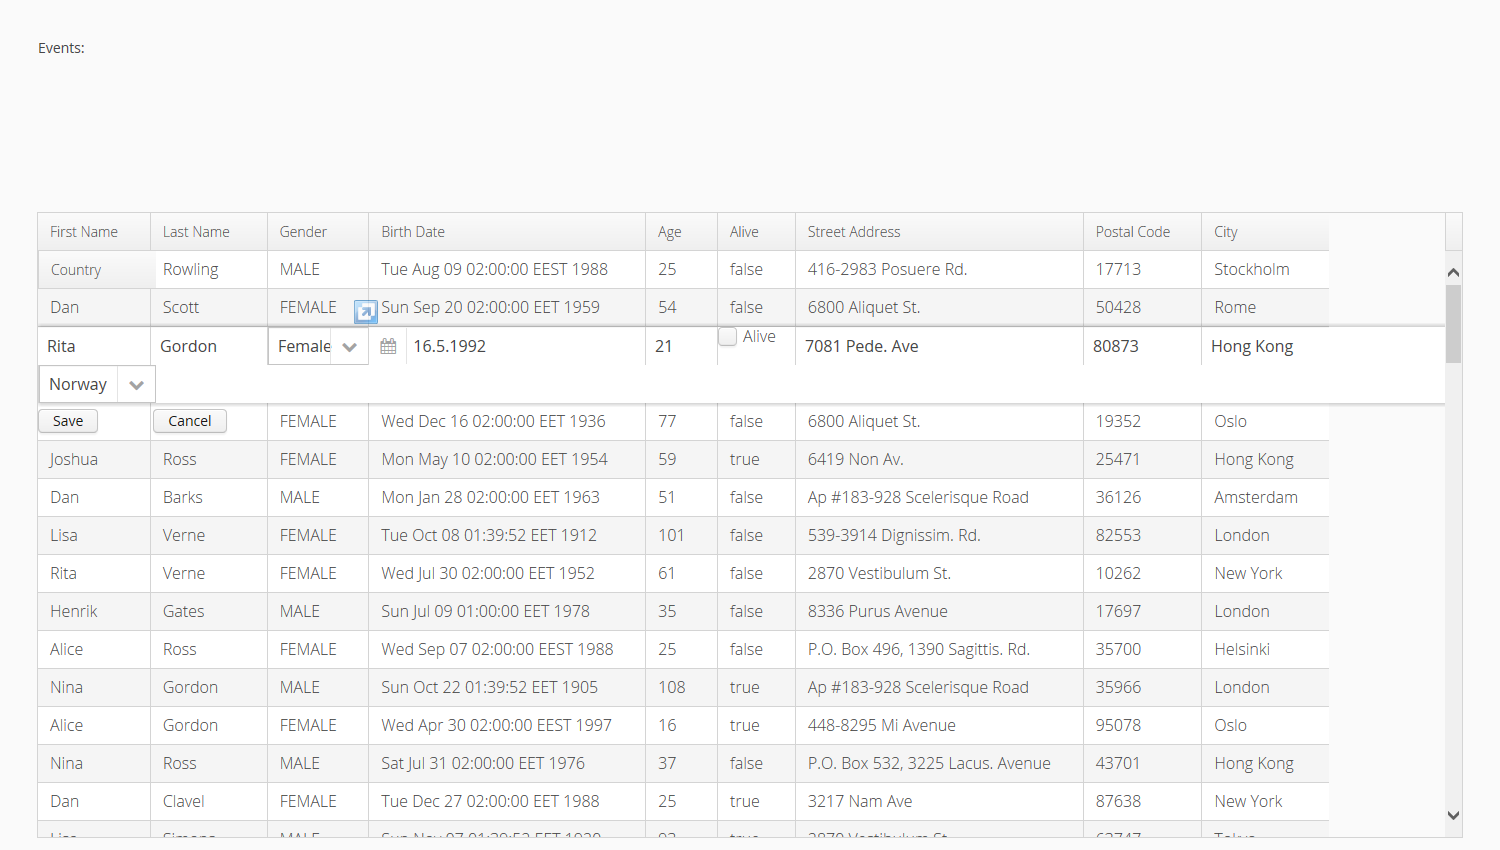 Events:
First Name Last Name Gender Birth Date Age Alive Street Address Postal Code City
Country Rowling MALE Tue Aug 09 02:00:00 EEST 1988 25 false 416-2983 Posuere Rd. 17713 Stockholm
Dan Scott FEMALE Sun Sep 20 02:00:00 EET 1959 54 false 6800 Aliquet St. 50428 Rome
Rita Gordon Female 16.5.1992 21 Alive 7081 Pede. Ave 80873 Hong Kong
Norway
Save Cancel FEMALE Wed Dec 16 02:00:00 EET 1936 77 false 6800 Aliquet St. 19352 Oslo
Joshua Ross FEMALE Mon May 10 02:00:00 EET 1954 59 true 6419 Non Av. 25471 Hong Kong
Dan Barks MALE Mon Jan 28 02:00:00 EET 1963 51 false Ap #183-928 Scelerisque Road 36126 Amsterdam
Lisa Verne FEMALE Tue Oct 08 01:39:52 EET 1912 101 false 539-3914 Dignissim. Rd. 82553 London
Rita Verne FEMALE Wed Jul 30 02:00:00 EET 1952 61 false 2870 Vestibulum St. 10262 New York
Henrik Gates MALE Sun Jul 09 01:00:00 EET 1978 35 false 8336 Purus Avenue 17697 London
Alice Ross FEMALE Wed Sep 07 02:00:00 EEST 1988 25 false P.O. Box 496, 1390 Sagittis. Rd. 35700 Helsinki
Nina Gordon MALE Sun Oct 22 01:39:52 EET 1905 108 true Ap #183-928 Scelerisque Road 35966 London
Alice Gordon FEMALE Wed Apr 30 02:00:00 EEST 1997 16 true 448-8295 Mi Avenue 95078 Oslo
Nina Ross MALE Sat Jul 31 02:00:00 EET 1976 37 false P.O. Box 532, 3225 Lacus. Avenue 43701 Hong Kong
Dan Clavel FEMALE Tue Dec 27 02:00:00 EET 1988 25 true 3217 Nam Ave 87638 New York